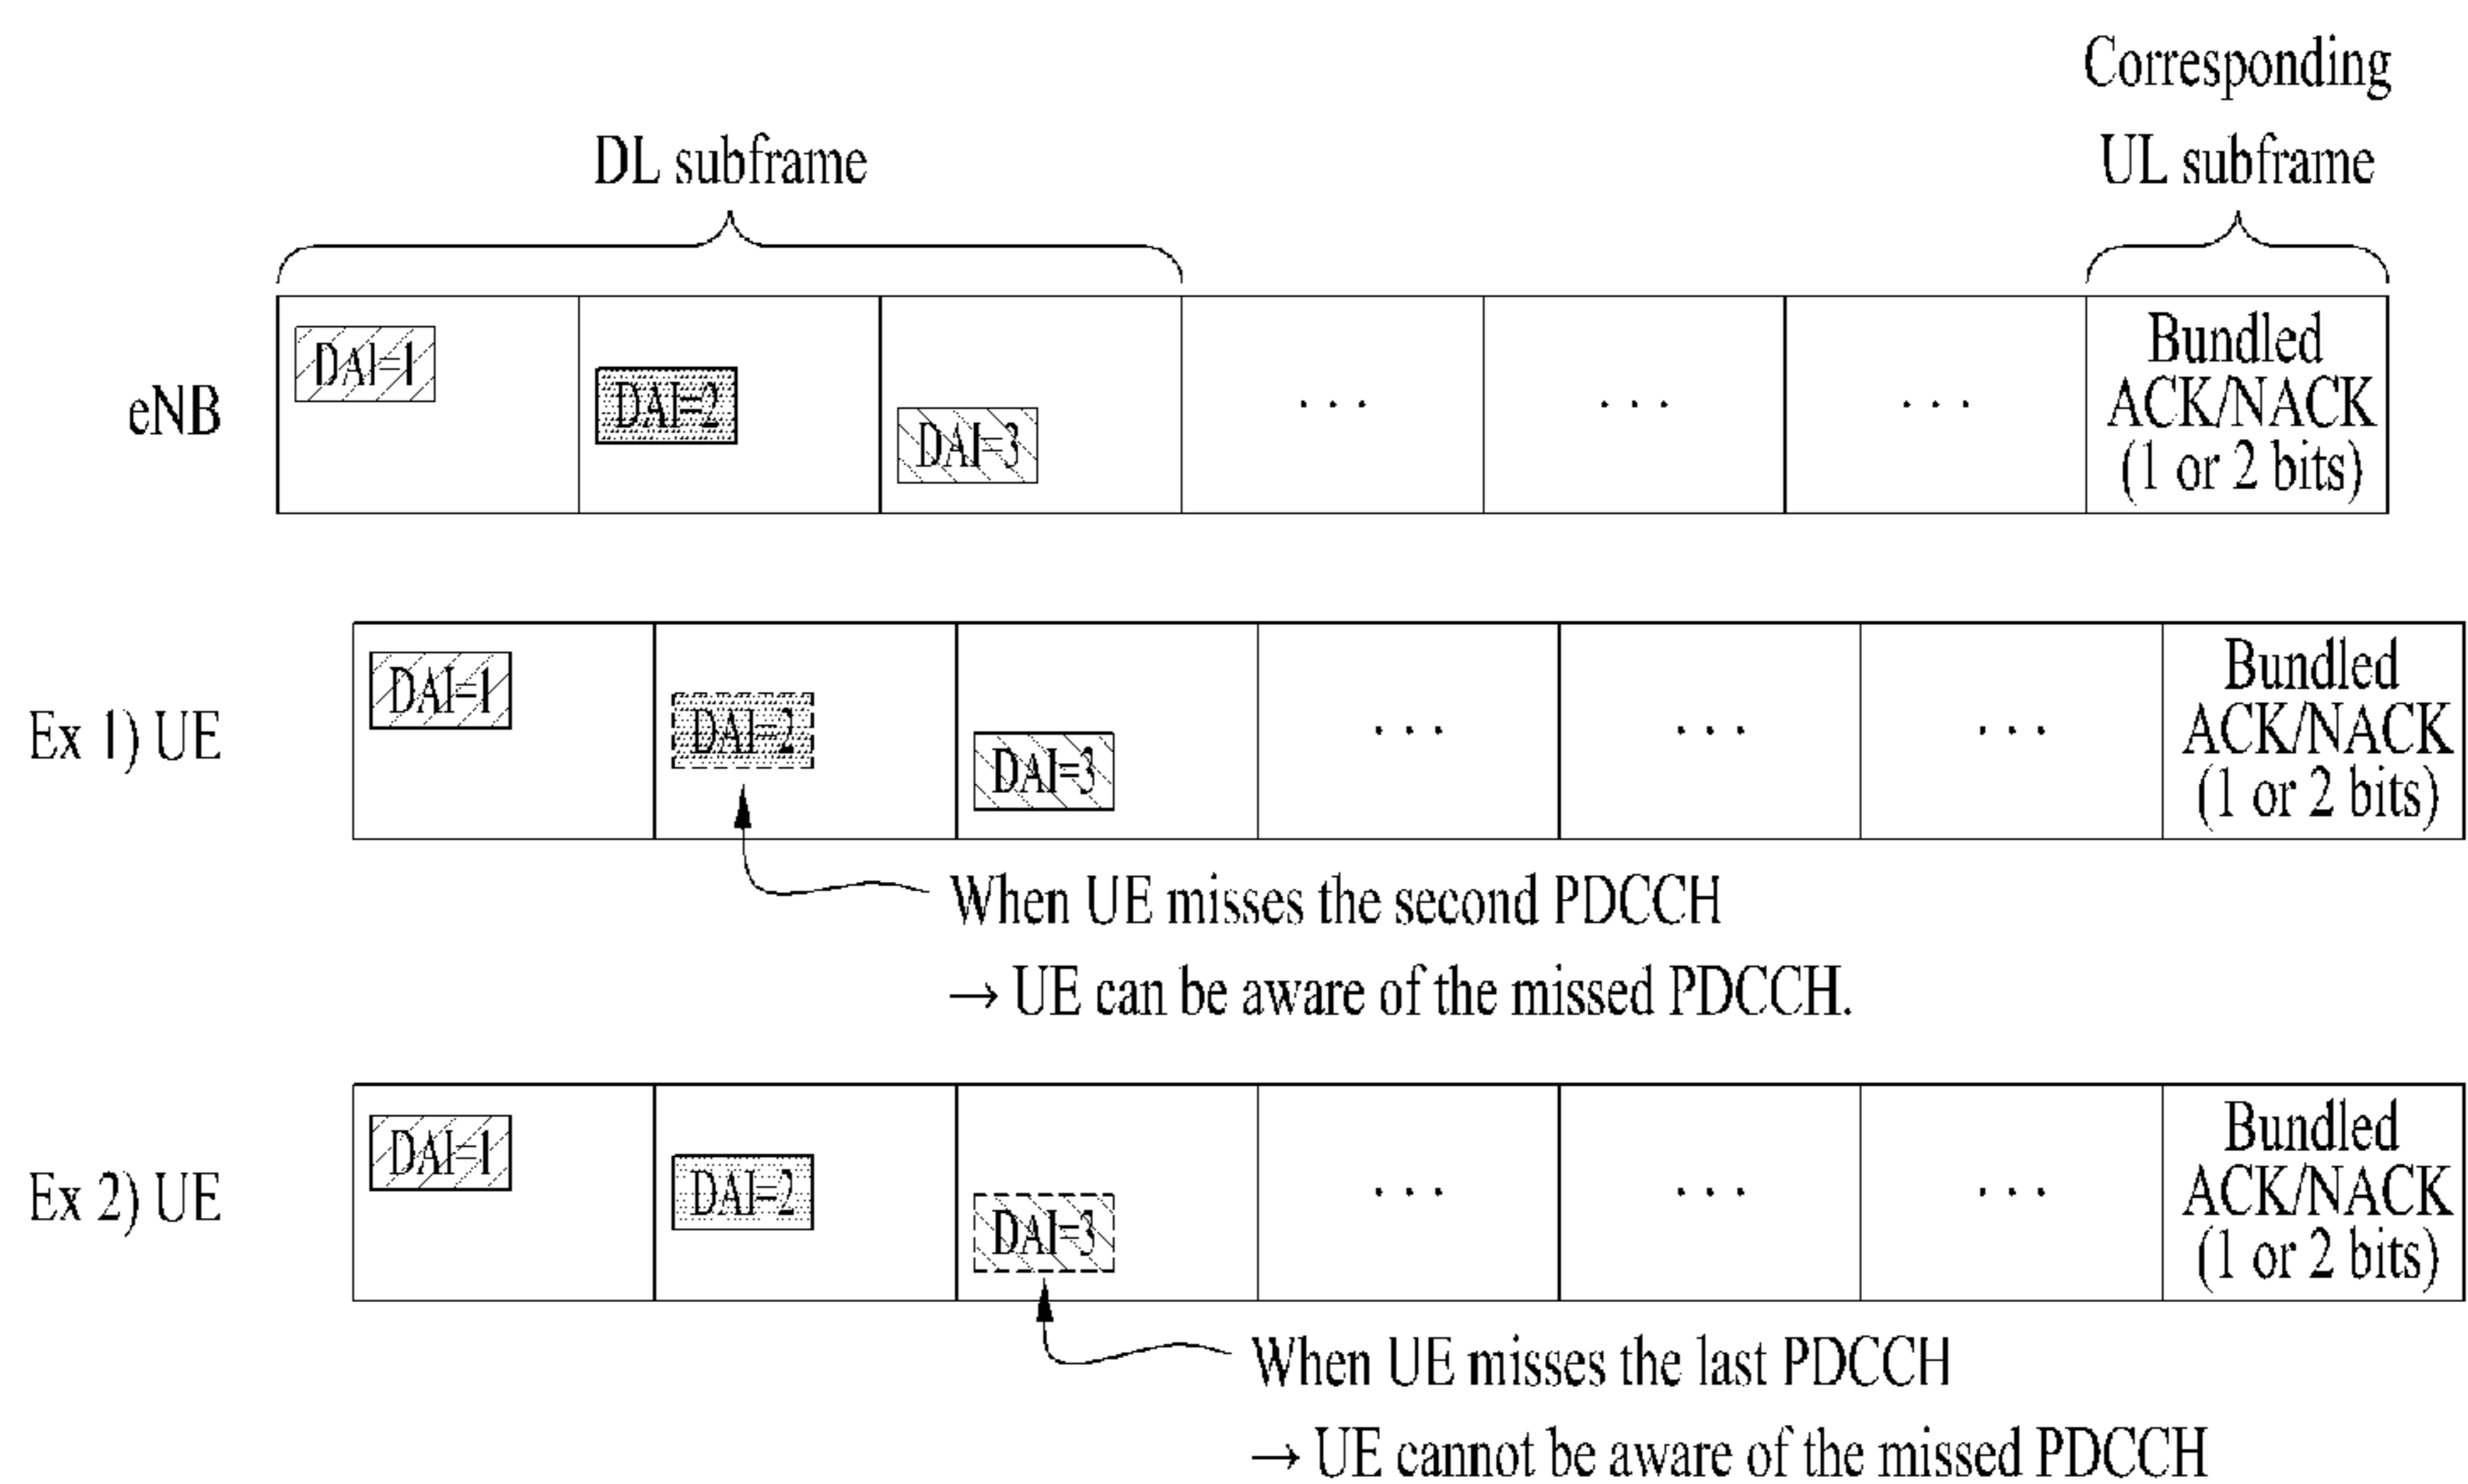 Corresponding
UL subframe
DL subframe
eNB
DAI=1
DAI=2
DAI=3
...
...
...
Bundled
ACK/NACK
(1 or 2 bits)
Ex 1) UE
DAI=1
DAI=2
DAI=3
...
...
...
Bundled
ACK/NACK
(1 or 2 bits)
When UE misses the second PDCCH
→ UE can be aware of the missed PDCCH.
Ex 2) UE
DAI=1
DAI=2
DAI=3
...
...
...
Bundled
ACK/NACK
(1 or 2 bits)
When UE misses the last PDCCH
→ UE cannot be aware of the missed PDCCH